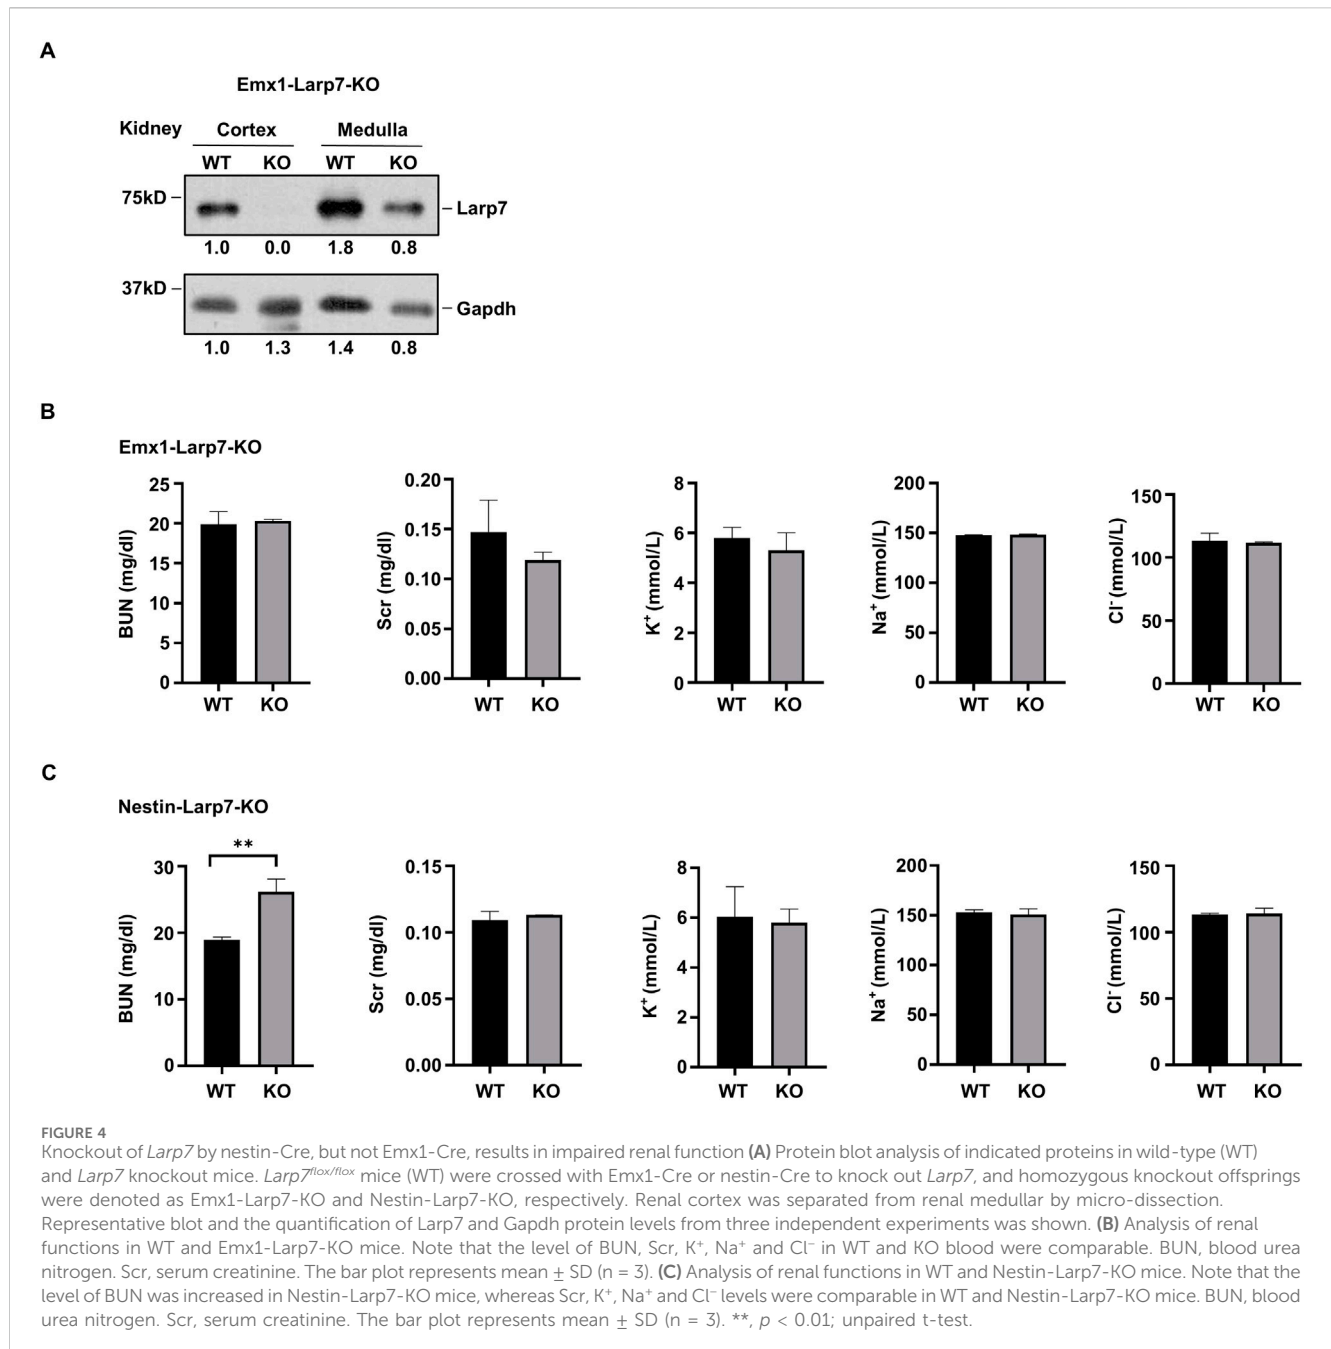 A
Emx1-Larp7-KO
Kidney Cortex Medulla
WT KO WT KO
75kD
Larp7
1.0 0.0 1.8 0.8
37kD
Gapdh
1.0 1.3 1.4 0.8
B
Emx1-Larp7-KO
BUN (mg/dl)
25
20
15
10
5
0
WT KO
Scr (mg/dl)
0.20
0.15
0.10
0.05
0.00
WT KO
K⁺ (mmol/L)
8
6
4
2
0
WT KO
Na⁺ (mmol/L)
200
150
100
50
0
WT KO
Cl⁻ (mmol/L)
150
100
50
0
WT KO
C
Nestin-Larp7-KO
BUN (mg/dl)
30
20
10
0
**
WT KO
Scr (mg/dl)
0.15
0.10
0.05
0.00
WT KO
K⁺ (mmol/L)
8
6
4
2
0
WT KO
Na⁺ (mmol/L)
200
150
100
50
0
WT KO
Cl⁻ (mmol/L)
150
100
50
0
WT KO
FIGURE 4
Knockout of Larp7 by nestin-Cre, but not Emx1-Cre, results in impaired renal function (A) Protein blot analysis of indicated proteins in wild-type (WT)
and Larp7 knockout mice. Larp7flox/flox mice (WT) were crossed with Emx1-Cre or nestin-Cre to knock out Larp7, and homozygous knockout offsprings
were denoted as Emx1-Larp7-KO and Nestin-Larp7-KO, respectively. Renal cortex was separated from renal medullar by micro-dissection.
Representative blot and the quantification of Larp7 and Gapdh protein levels from three independent experiments was shown. (B) Analysis of renal
functions in WT and Emx1-Larp7-KO mice. Note that the level of BUN, Scr, K⁺, Na⁺ and Cl⁻ in WT and KO blood were comparable. BUN, blood urea
nitrogen. Scr, serum creatinine. The bar plot represents mean ± SD (n = 3). (C) Analysis of renal functions in WT and Nestin-Larp7-KO mice. Note that the
level of BUN was increased in Nestin-Larp7-KO mice, whereas Scr, K⁺, Na⁺ and Cl⁻ levels were comparable in WT and Nestin-Larp7-KO mice. BUN, blood
urea nitrogen. Scr, serum creatinine. The bar plot represents mean ± SD (n = 3). **, p < 0.01; unpaired t-test.